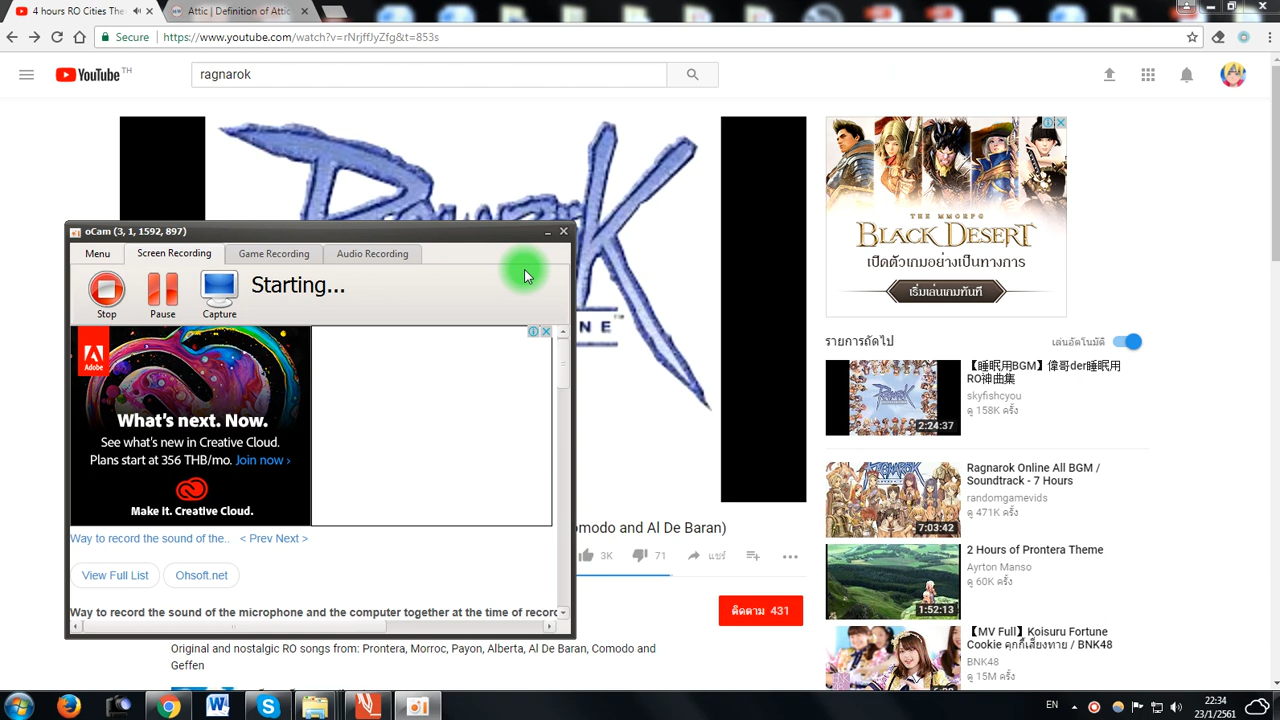 4 hours RO Cities The
Attic | Definition of Attic
Secure
https://www.youtube.com/watch?v=rNrjffJyZfg&t=853s
YouTube TH
ragnarok
THE MMORPG
BLACK DESERT
เปิดตัวเกมอย่างเป็นทางการ
เริ่มเล่นเกมทันที
oCam (3, 1, 1592, 897)
Menu
Screen Recording
Game Recording
Audio Recording
Stop
Pause
Capture
Starting...
Adobe
What's next. Now.
See what's new in Creative Cloud.
Plans start at 356 THB/mo. Join now ›
Make it. Creative Cloud.
Way to record the sound of the.. < Prev Next >
View Full List
Ohsoft.net
Way to record the sound of the microphone and the computer together at the time of recor
NE ™
omodo and Al De Baran)
3K
71
แชร์
ติดตาม 431
Original and nostalgic RO songs from: Prontera, Morroc, Payon, Alberta, Al De Baran, Comodo and
Geffen
รายการถัดไป
เล่นอัตโนมัติ
【睡眠用BGM】偉哥der睡眠用
RO神曲集
skyfishcyou
ดู 158K ครั้ง
2:24:37
Ragnarok Online All BGM /
Soundtrack - 7 Hours
randomgamevids
ดู 471K ครั้ง
7:03:42
2 Hours of Prontera Theme
Ayrton Manso
ดู 60K ครั้ง
1:52:13
【MV Full】Koisuru Fortune
Cookie คุกกี้เสี่ยงทาย / BNK48
BNK48
ดู 15M ครั้ง
EN
22:34
23/1/2561